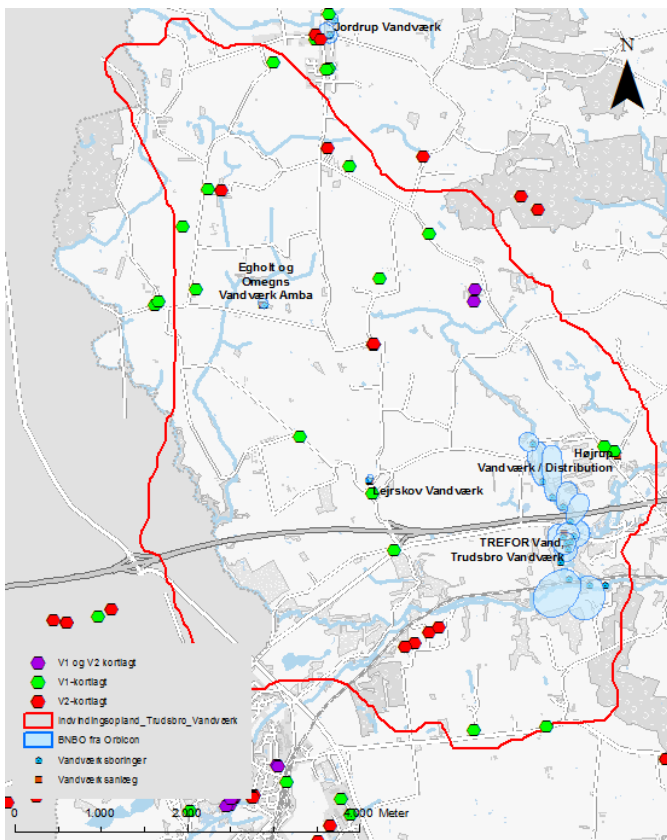 Jordrup Vandværk
N
Egholt og
Omegns
Vandværk Amba
Højrup
Vandværk / Distribution
Lejrskov Vandværk
TREFOR Vand,
Trudsbro Vandværk
V1 og V2 kortlagt
V1-kortlagt
V2-kortlagt
Indvindingsopland_Trudsbro_Vandværk
BNBO fra Orbicon
Vandværksboringer
Vandværksanlæg
0 1.000 2.000 4.000 Meter